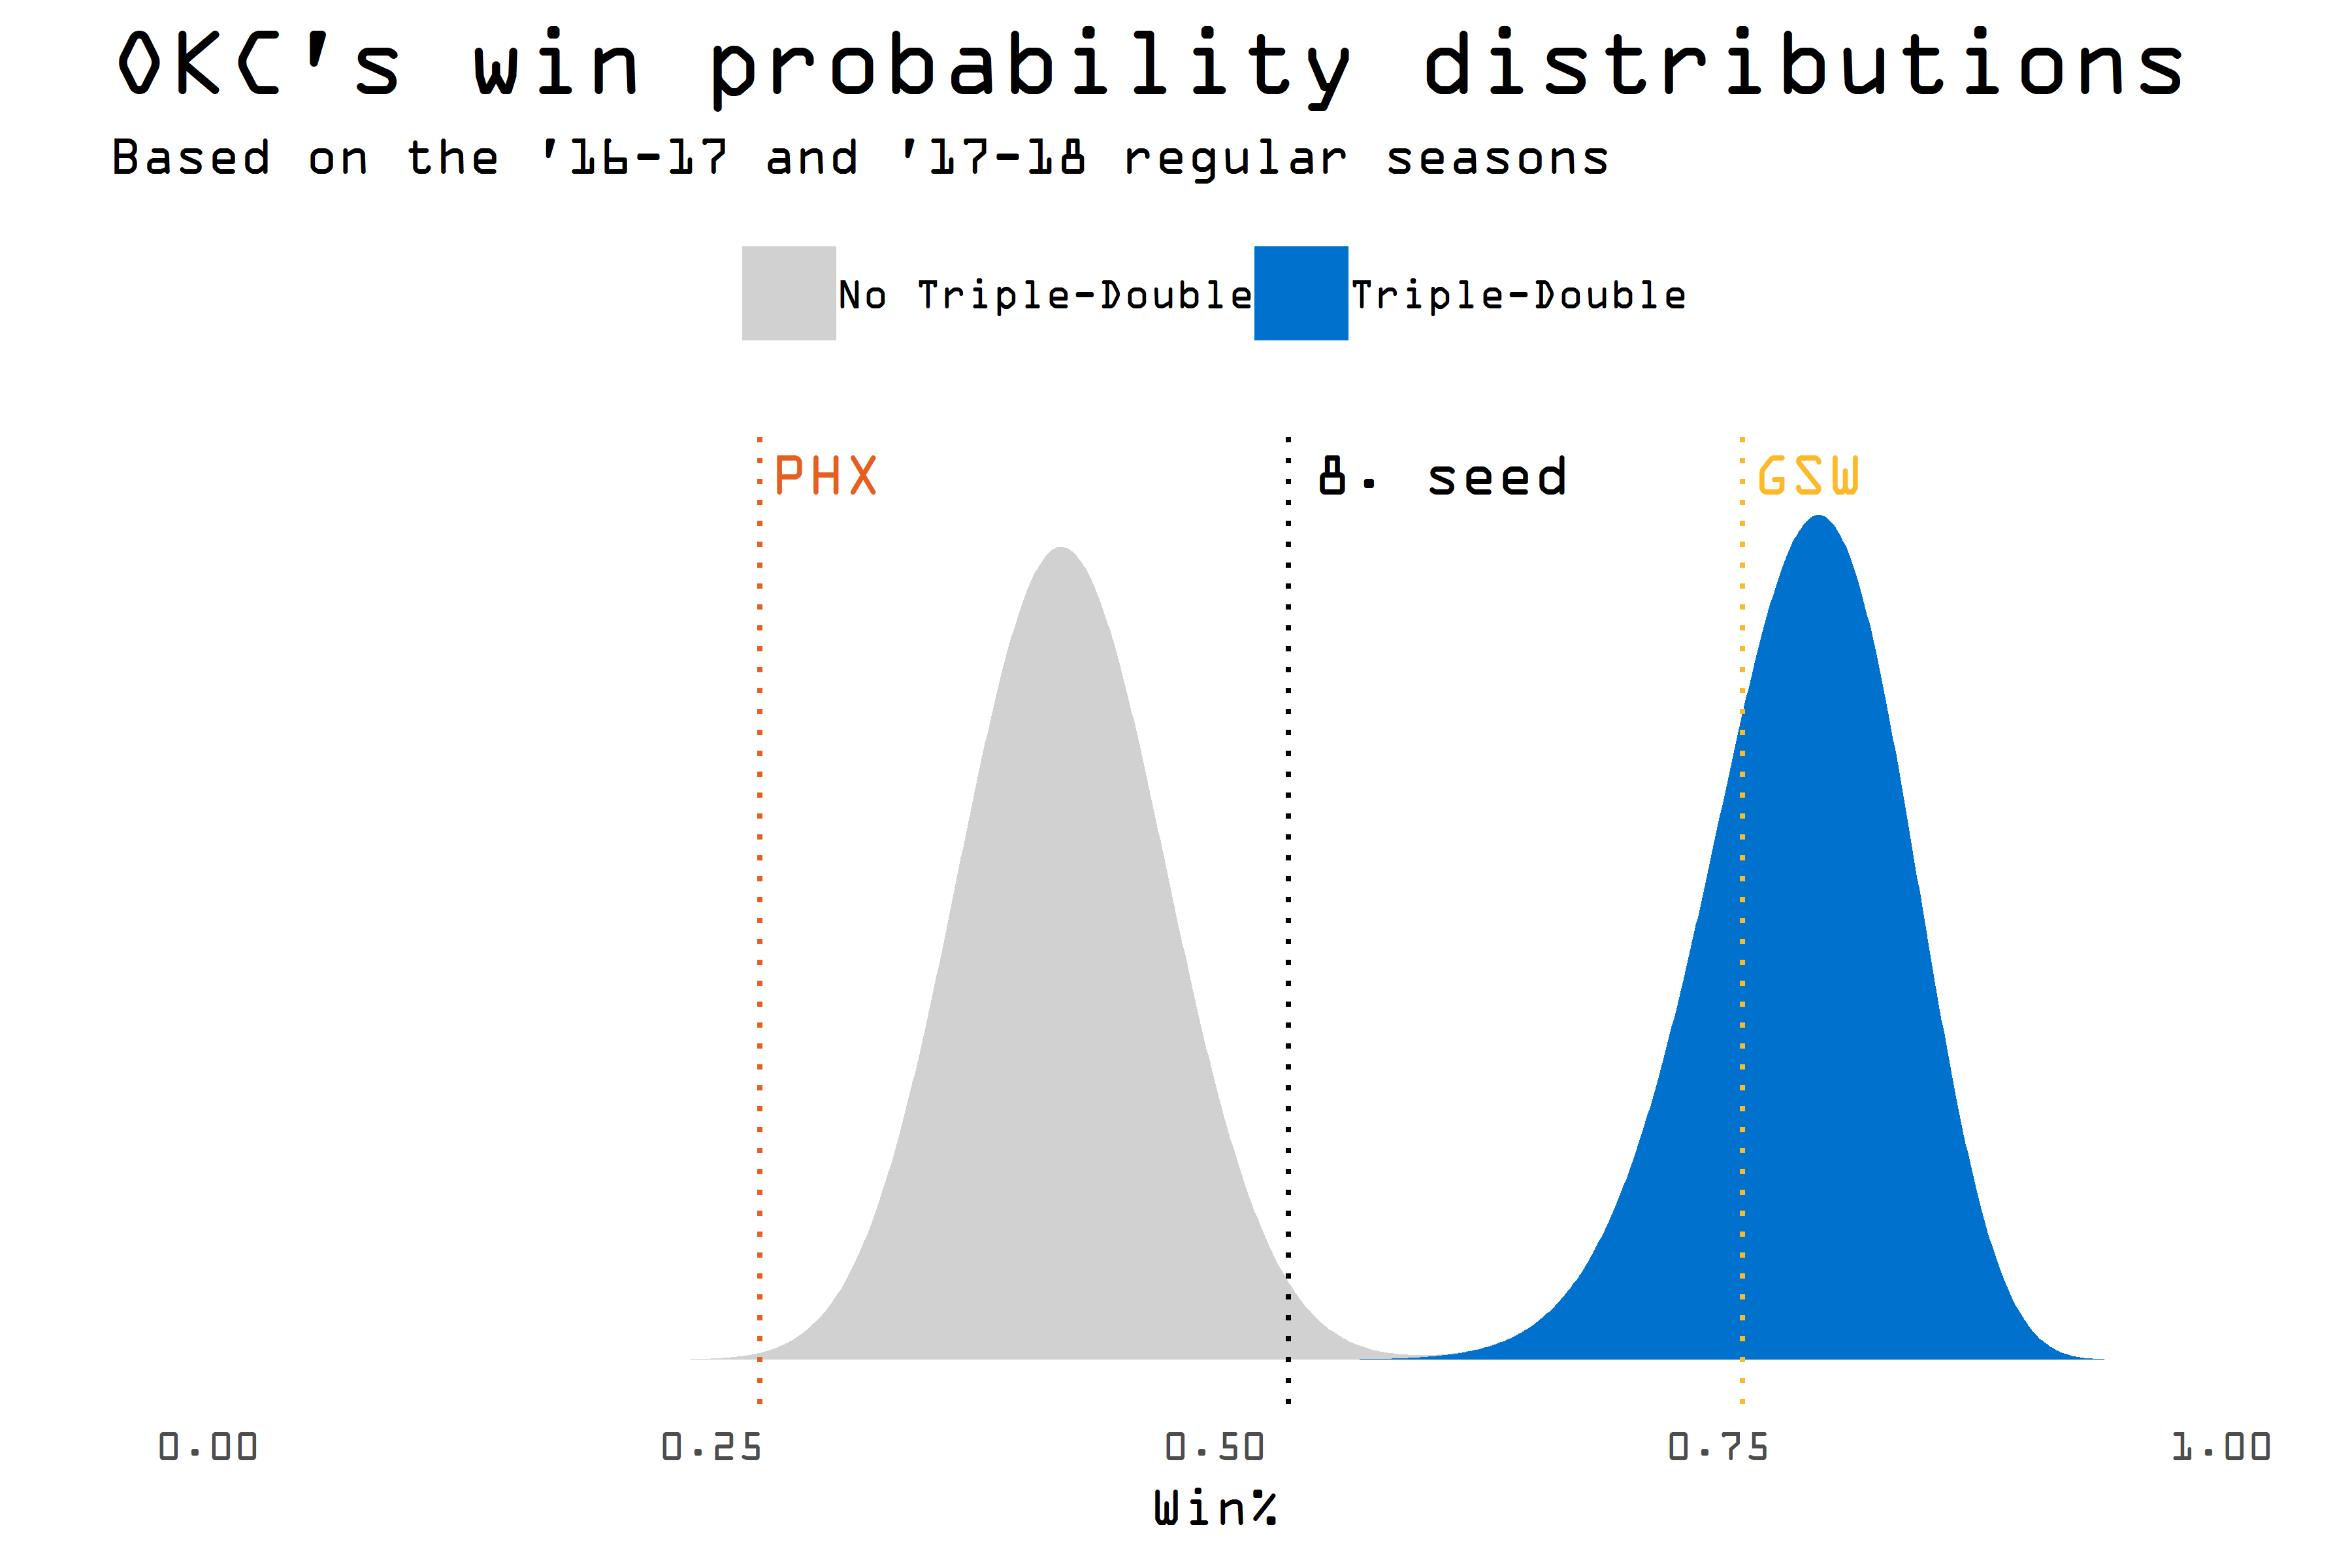 OKC's win probability distributions
Based on the '16-17 and '17-18 regular seasons
No Triple-Double Triple-Double
PHX 8. seed GSW
0.00 0.25 0.50 0.75 1.00
Win%